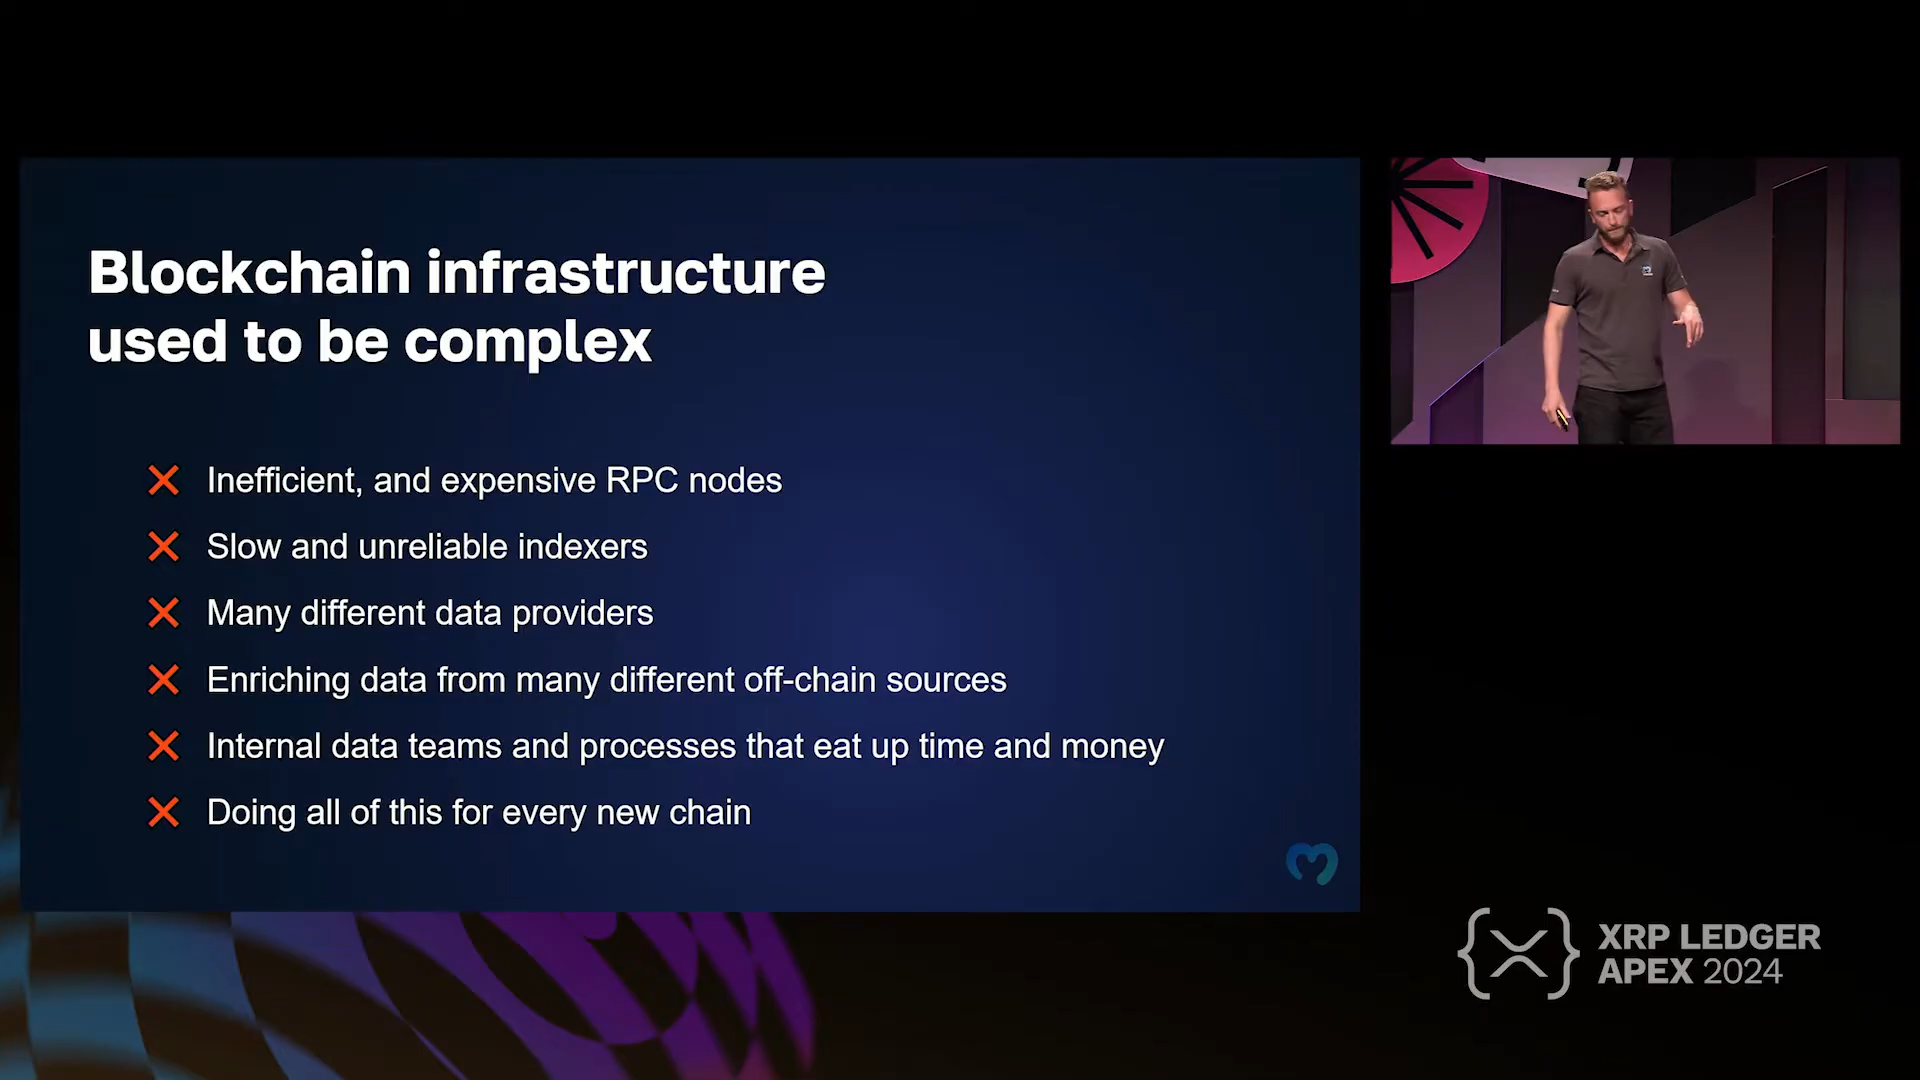 Blockchain infrastructure
used to be complex
Inefficient, and expensive RPC nodes
Slow and unreliable indexers
Many different data providers
Enriching data from many different off-chain sources
Internal data teams and processes that eat up time and money
Doing all of this for every new chain
XRP LEDGER
APEX 2024